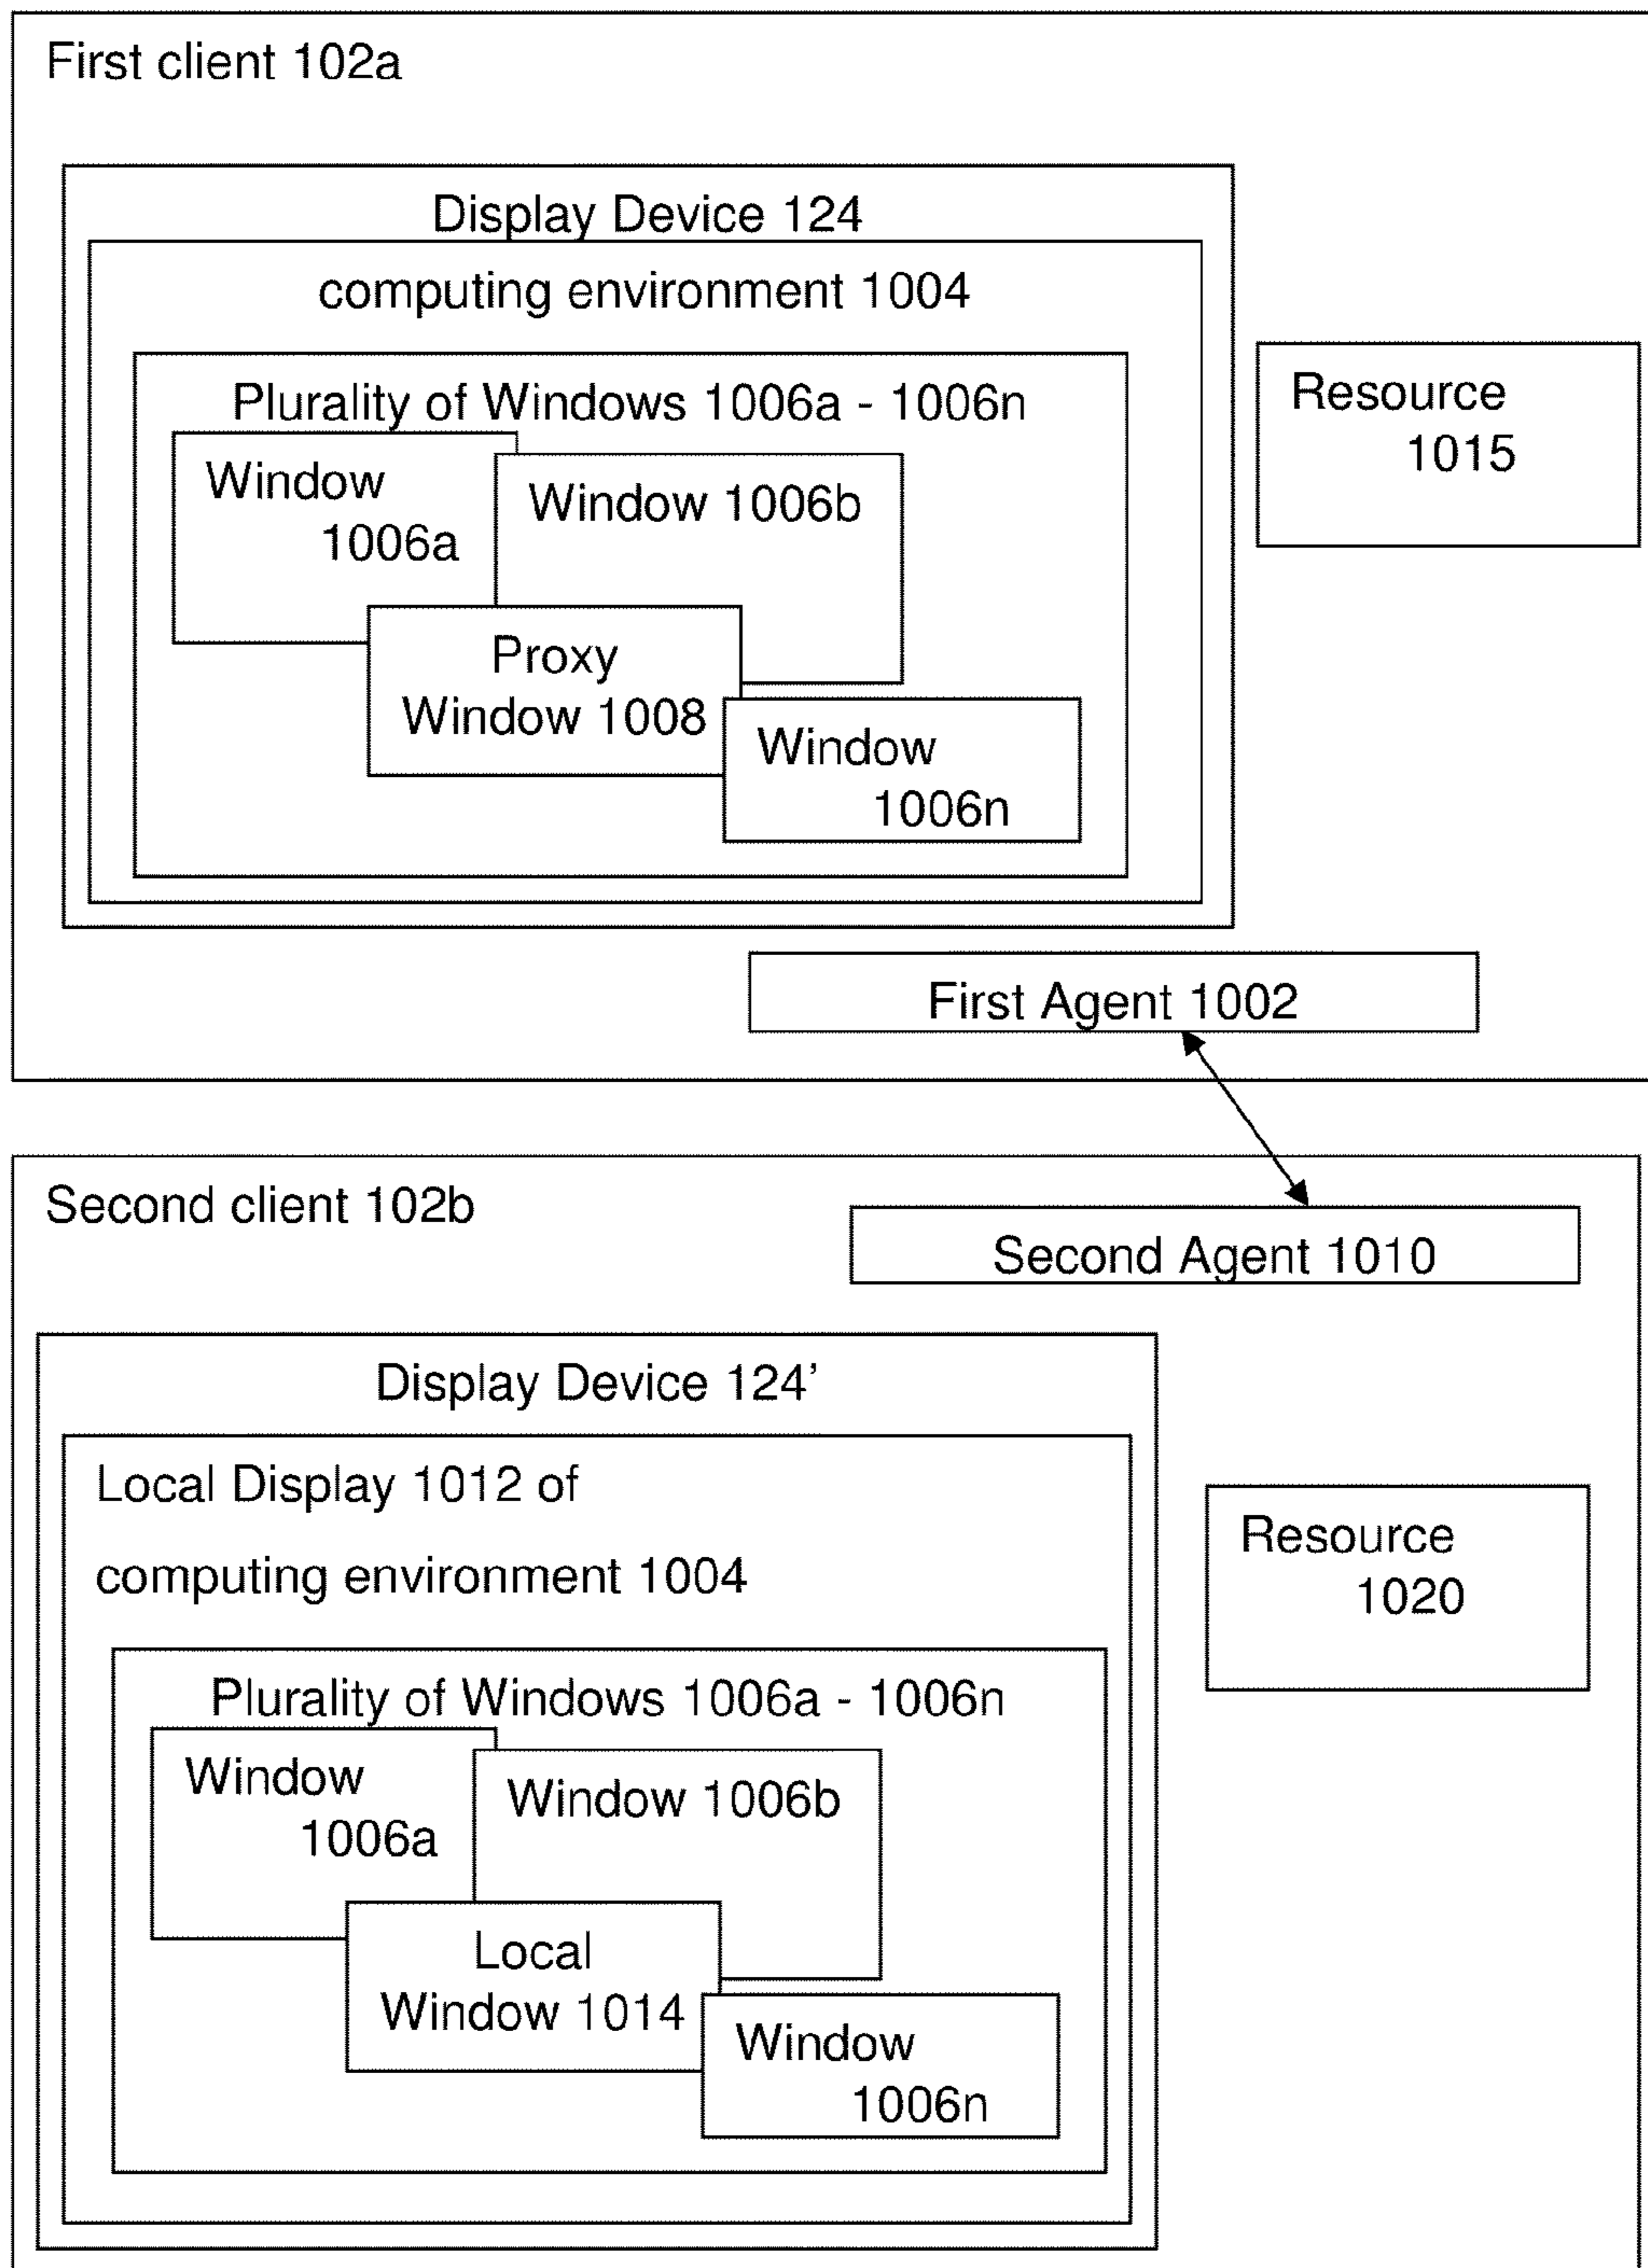 First client 102a
Display Device 124
computing environment 1004
Plurality of Windows 1006a - 1006n
Window
1006a
Window 1006b
Proxy
Window 1008
Window
1006n
Resource
1015
First Agent 1002
Second client 102b
Second Agent 1010
Display Device 124'
Local Display 1012 of
computing environment 1004
Plurality of Windows 1006a - 1006n
Window
1006a
Window 1006b
Local
Window 1014
Window
1006n
Resource
1020